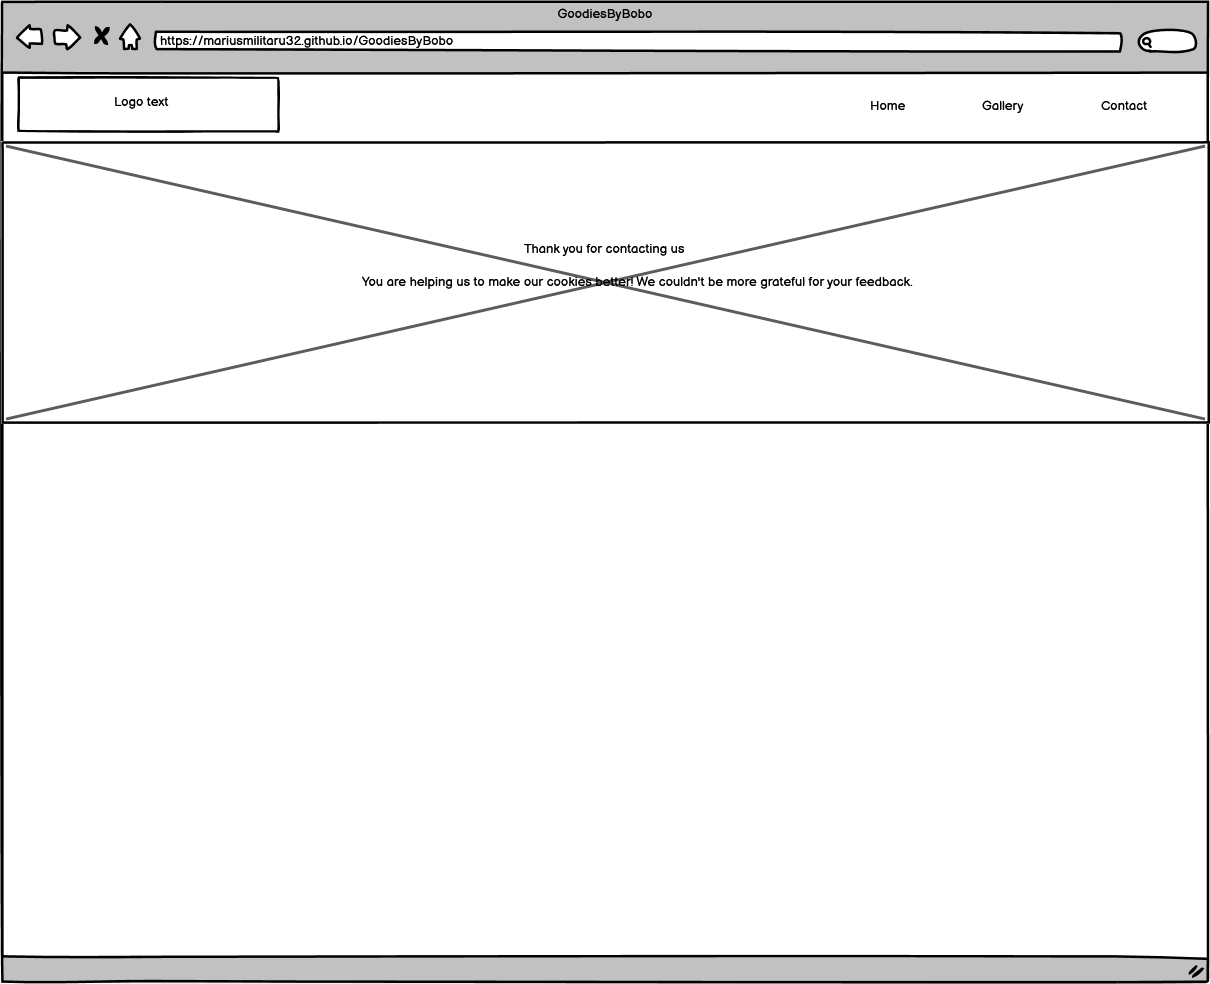 GoodiesByBobo
https://mariusmilitaru32.github.io/GoodiesByBobo
Logo text
Home
Gallery
Contact
Thank you for contacting us
You are helping us to make our cookies better! We couldn't be more grateful for your feedback.